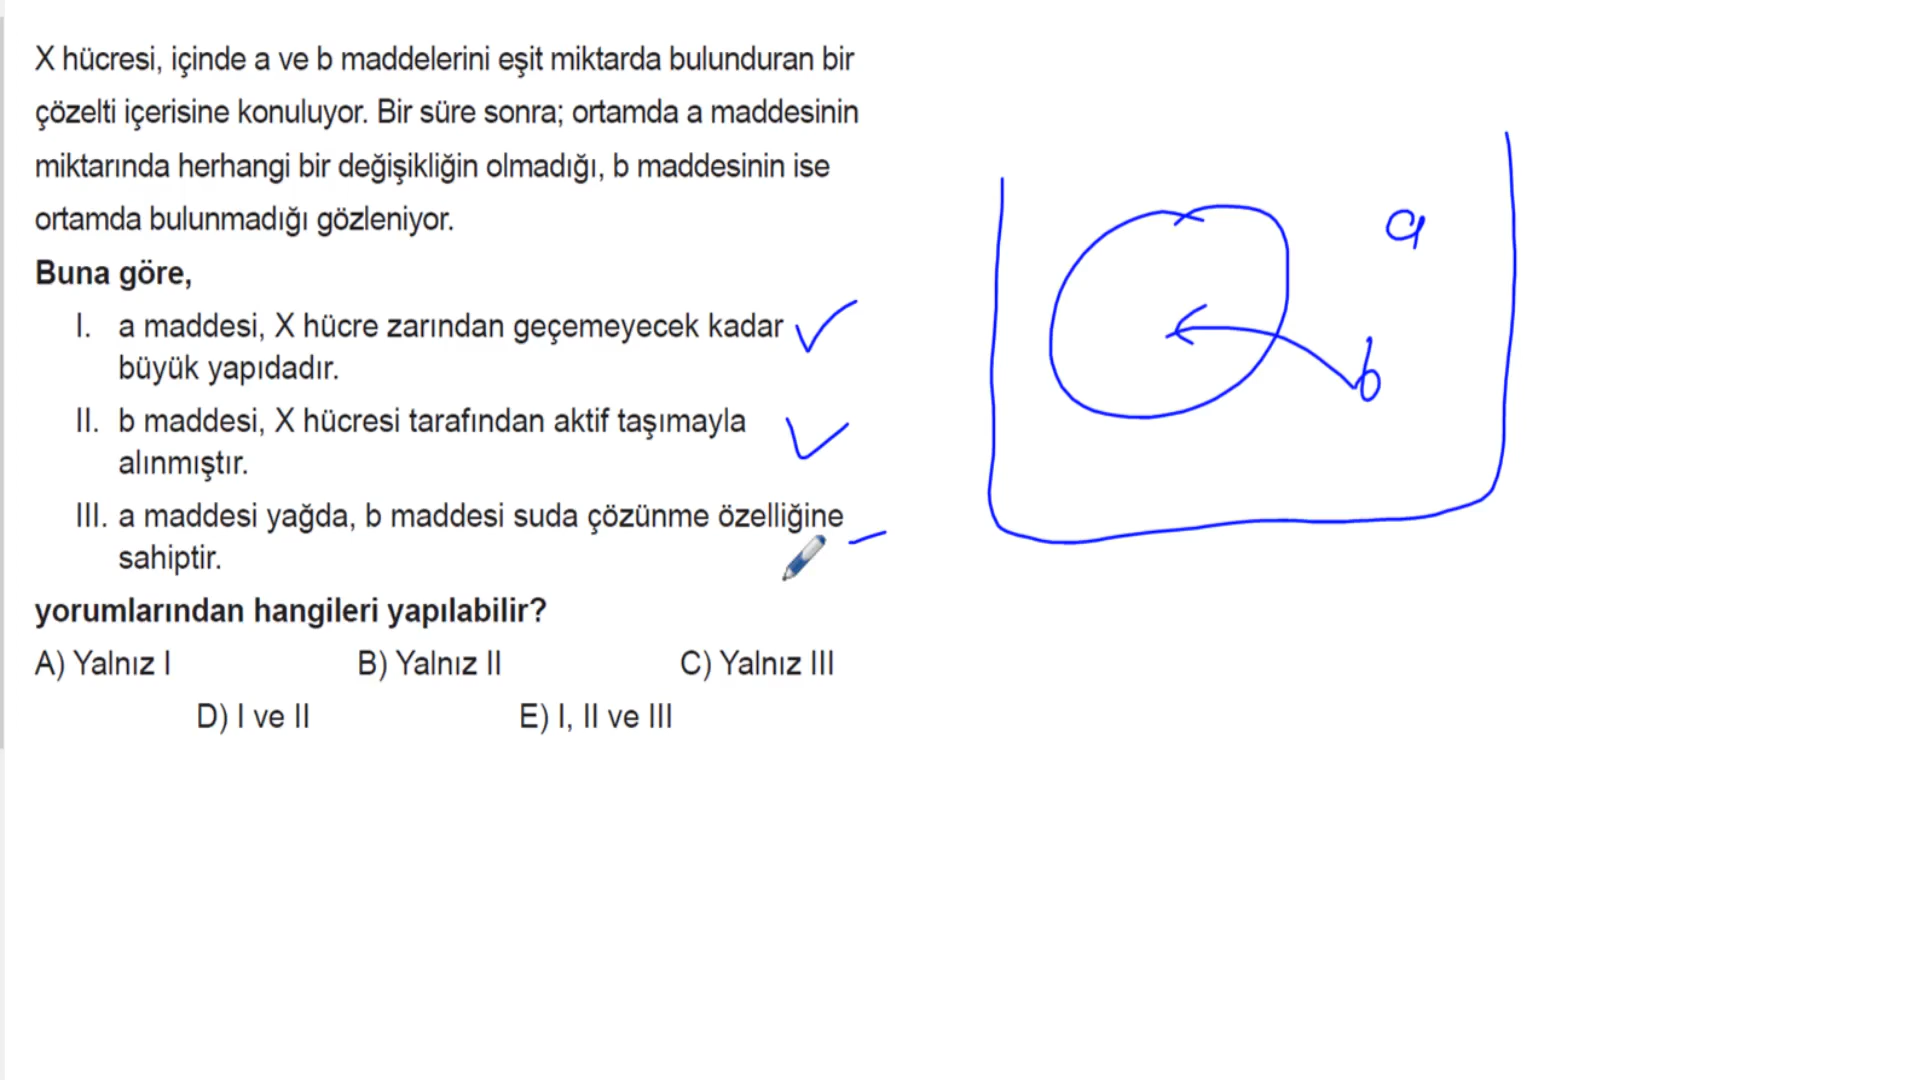 X hücresi, içinde a ve b maddelerini eşit miktarda bulunduran bir
çözelti içerisine konuluyor. Bir süre sonra; ortamda a maddesinin
miktarında herhangi bir değişikliğin olmadığı, b maddesinin ise
ortamda bulunmadığı gözleniyor.
Buna göre,
I. a maddesi, X hücre zarından geçemeyecek kadar
büyük yapıdadır.
II. b maddesi, X hücresi tarafından aktif taşımayla
alınmıştır.
III. a maddesi yağda, b maddesi suda çözünme özelliğine
sahiptir.
yorumlarından hangileri yapılabilir?
A) Yalnız I B) Yalnız II C) Yalnız III
D) I ve II E) I, II ve III
a
b